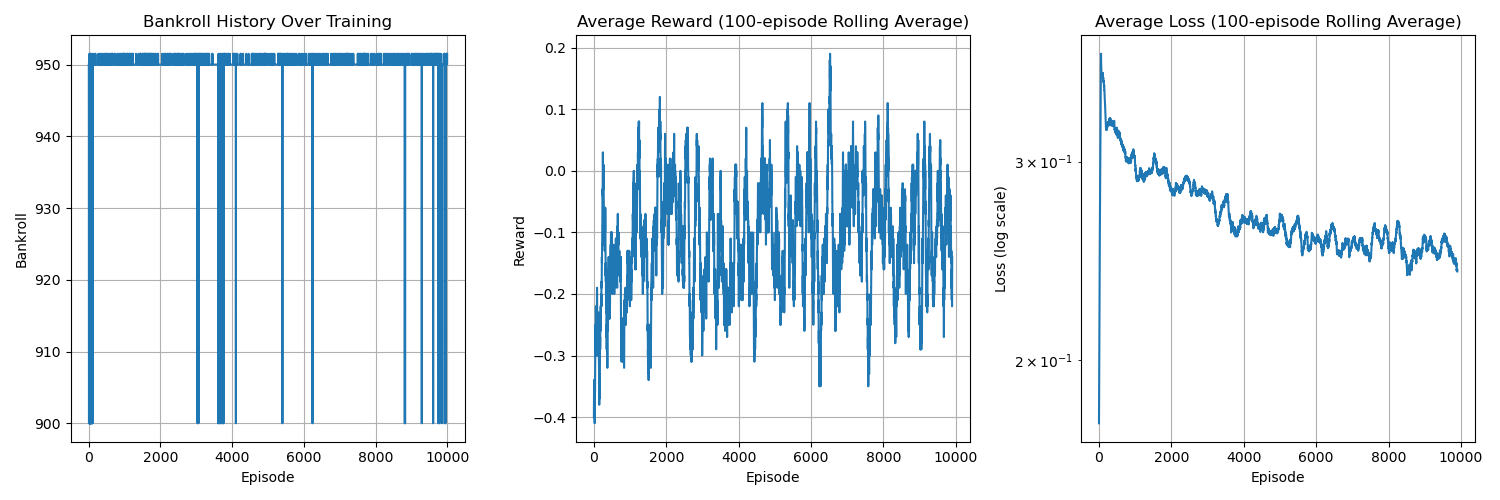 Bankroll History Over Training
950
940
930
920
910
900
Bankroll
0
2000
4000
6000
8000
10000
Episode
Average Reward (100-episode Rolling Average)
0.2
0.1
0.0
−0.1
−0.2
−0.3
−0.4
Reward
0
2000
4000
6000
8000
10000
Episode
Average Loss (100-episode Rolling Average)
3 × 10⁻¹
2 × 10⁻¹
Loss (log scale)
0
2000
4000
6000
8000
10000
Episode